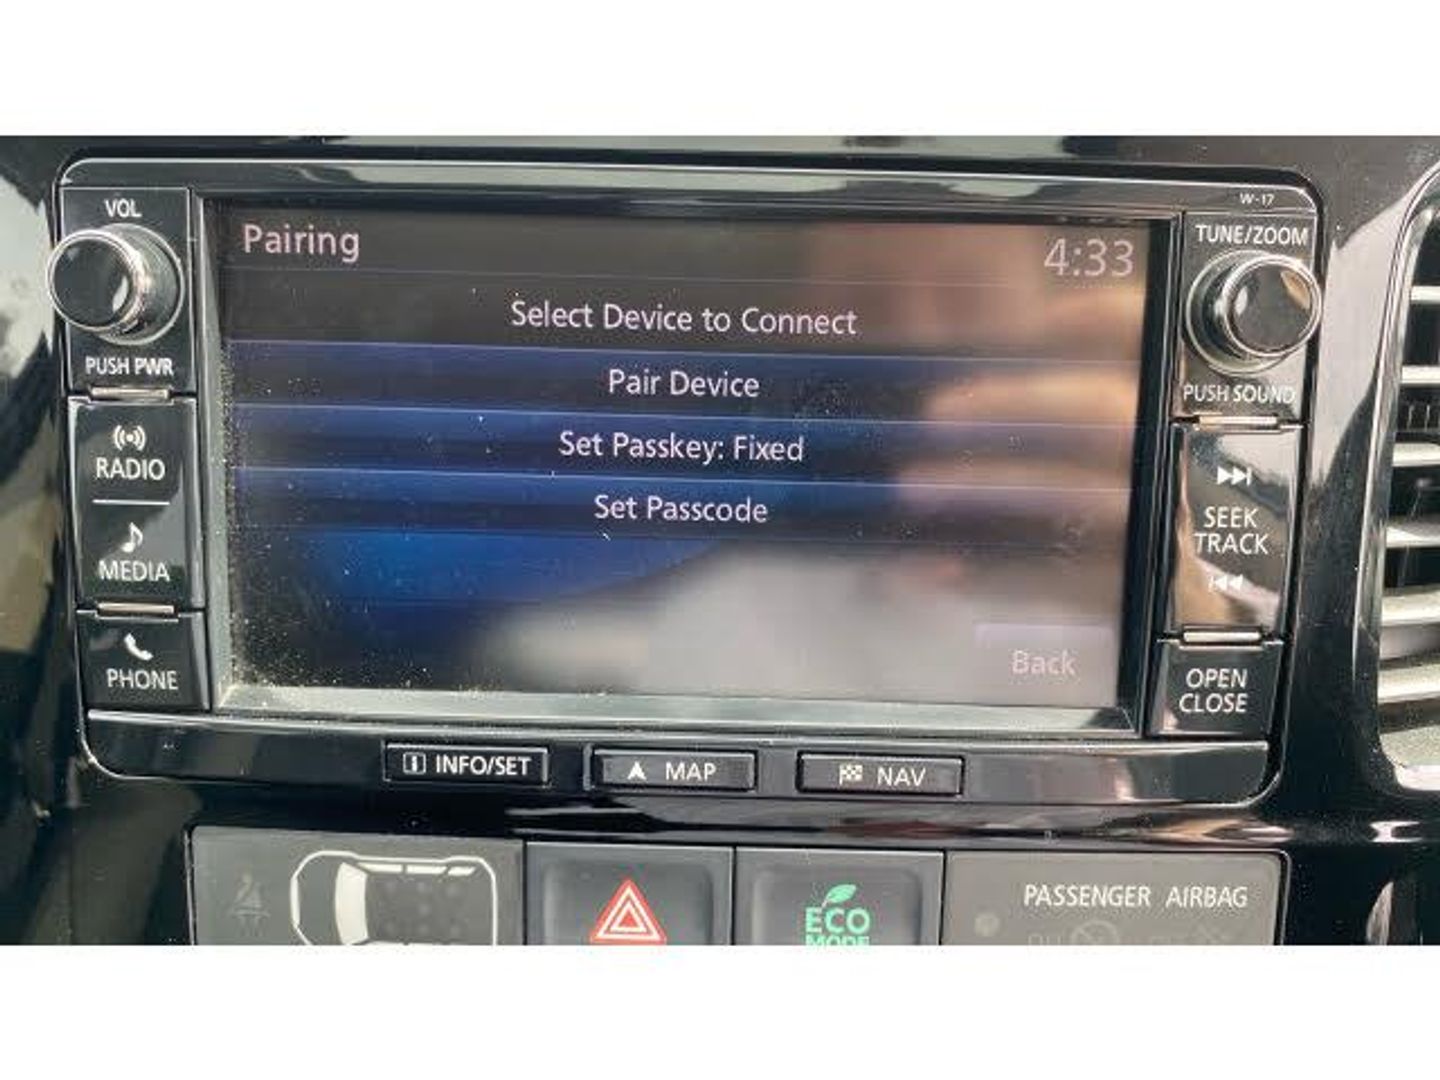 VOL
W-17
Pairing
4:33
TUNE/ZOOM
Select Device to Connect
PUSH PWR
Pair Device
PUSH SOUND
RADIO
Set Passkey: Fixed
Set Passcode
SEEK
TRACK
MEDIA
PHONE
Back
OPEN
CLOSE
INFO/SET
MAP
NAV
PASSENGER AIRBAG
ECO
MODE